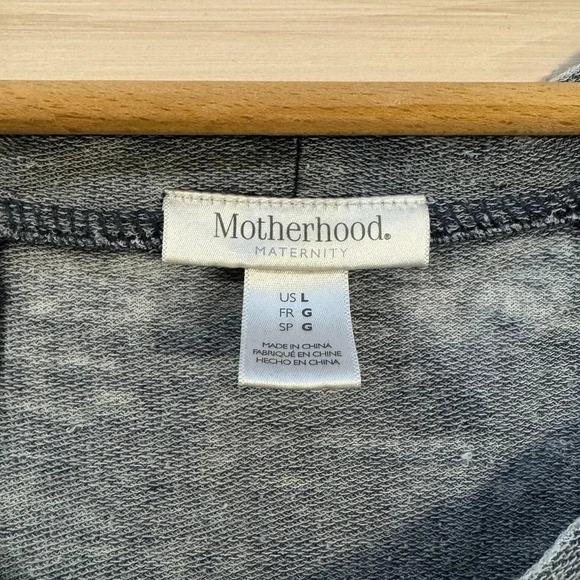 Motherhood®
MATERNITY
US L
FR G
SP G
MADE IN CHINA
FABRIQUÉ EN CHINE
HECHO EN CHINA